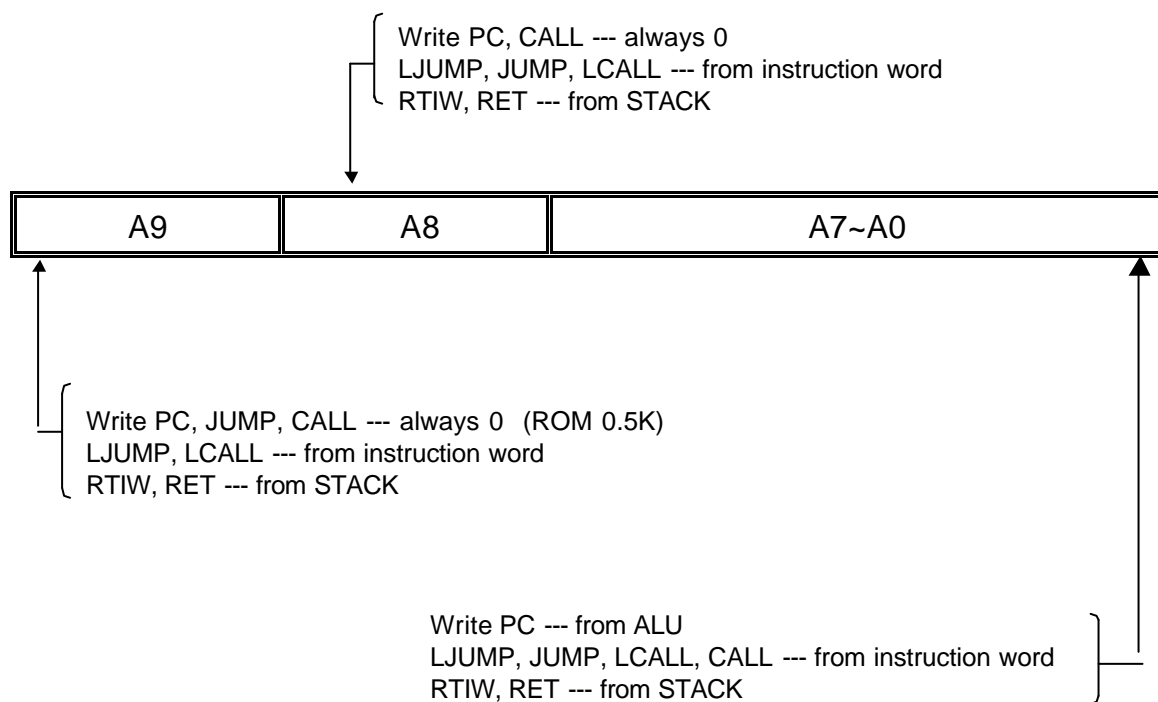 Write PC, CALL --- always 0
LJUMP, JUMP, LCALL --- from instruction word
RTIW, RET --- from STACK
A9 A8 A7~A0
Write PC, JUMP, CALL --- always 0 (ROM 0.5K)
LJUMP, LCALL --- from instruction word
RTIW, RET --- from STACK
Write PC --- from ALU
LJUMP, JUMP, LCALL, CALL --- from instruction word
RTIW, RET --- from STACK